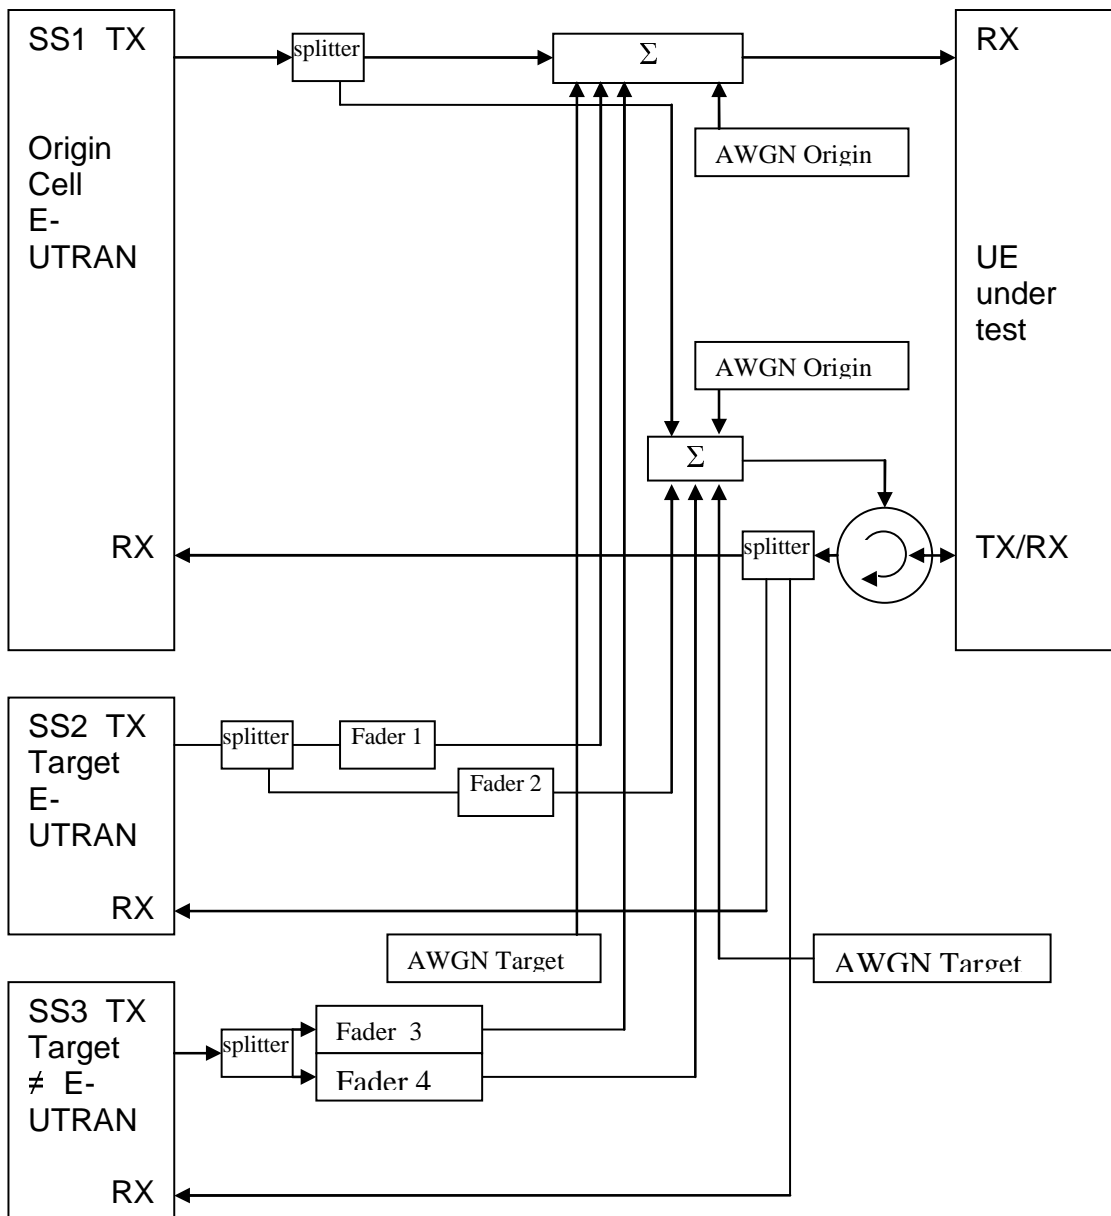 SS1 TX
splitter
Σ
RX
Origin
Cell
E-
UTRAN
AWGN Origin
UE
under
test
AWGN Origin
Σ
RX
splitter
TX/RX
SS2 TX
Target
E-
UTRAN
splitter
Fader 1
Fader 2
RX
AWGN Target
AWGN Target
SS3 TX
Target
≠ E-
UTRAN
splitter
Fader 3
Fader 4
RX